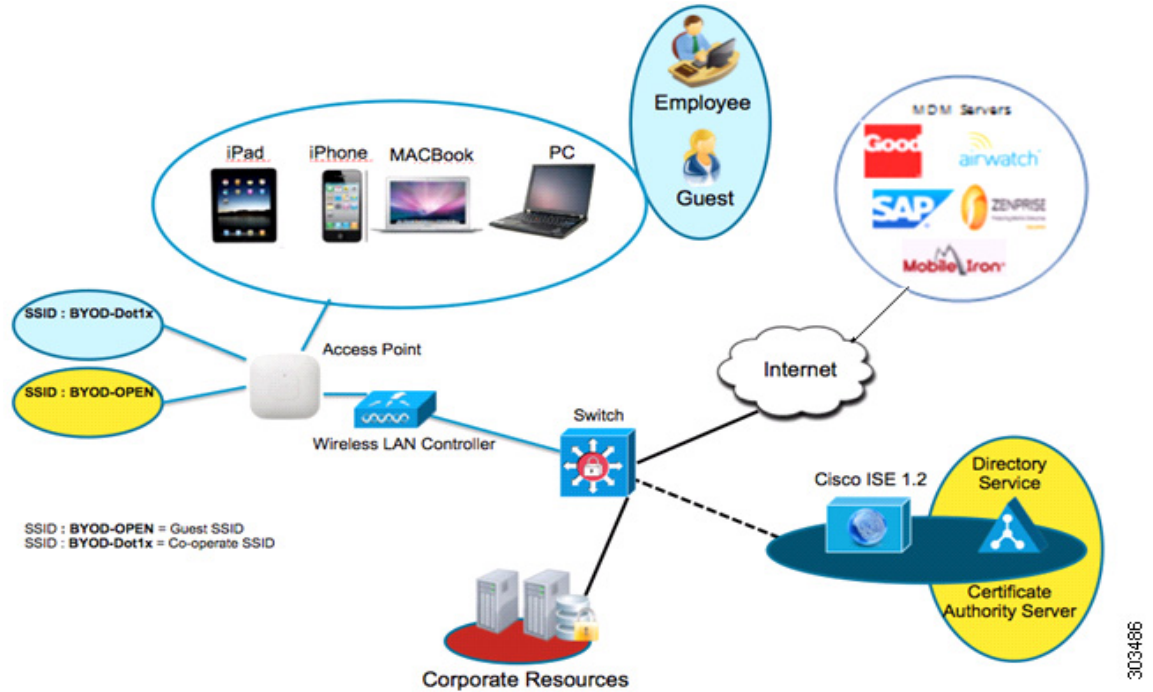 Employee
Guest
MDM Servers
Good
airwatch
SAP
ZENPRISE
Mobile Iron
iPad
iPhone
MACBook
PC
SSID : BYOD-Dot1x
SSID : BYOD-OPEN
Access Point
Wireless LAN Controller
Switch
Internet
Cisco ISE 1.2
Directory
Service
Certificate
Authority Server
SSID : BYOD-OPEN = Guest SSID
SSID : BYOD-Dot1x = Co-operate SSID
Corporate Resources
303486